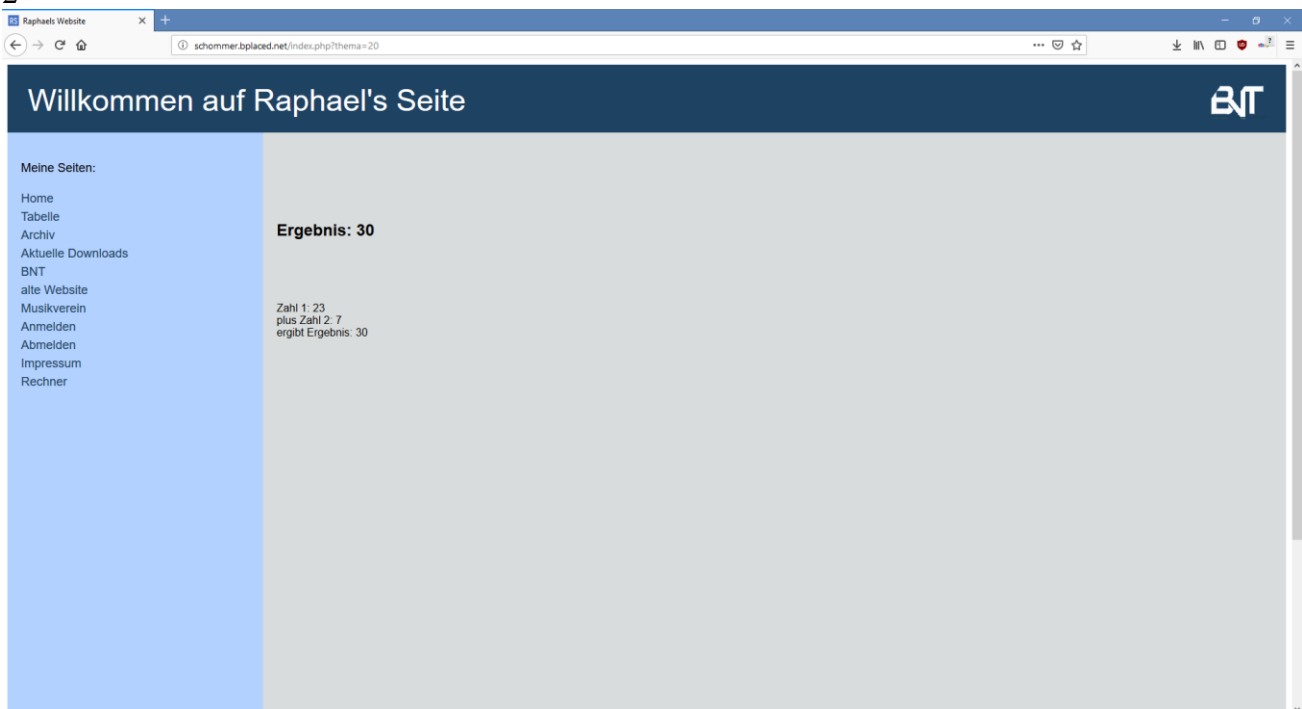 Raphaels Website
schommer.bplaced.net/index.php?thema=20
Willkommen auf Raphael's Seite
BNT
Meine Seiten:
Home
Tabelle
Archiv
Aktuelle Downloads
BNT
alte Website
Musikverein
Anmelden
Abmelden
Impressum
Rechner
Ergebnis: 30
Zahl 1: 23
plus Zahl 2: 7
ergibt Ergebnis: 30